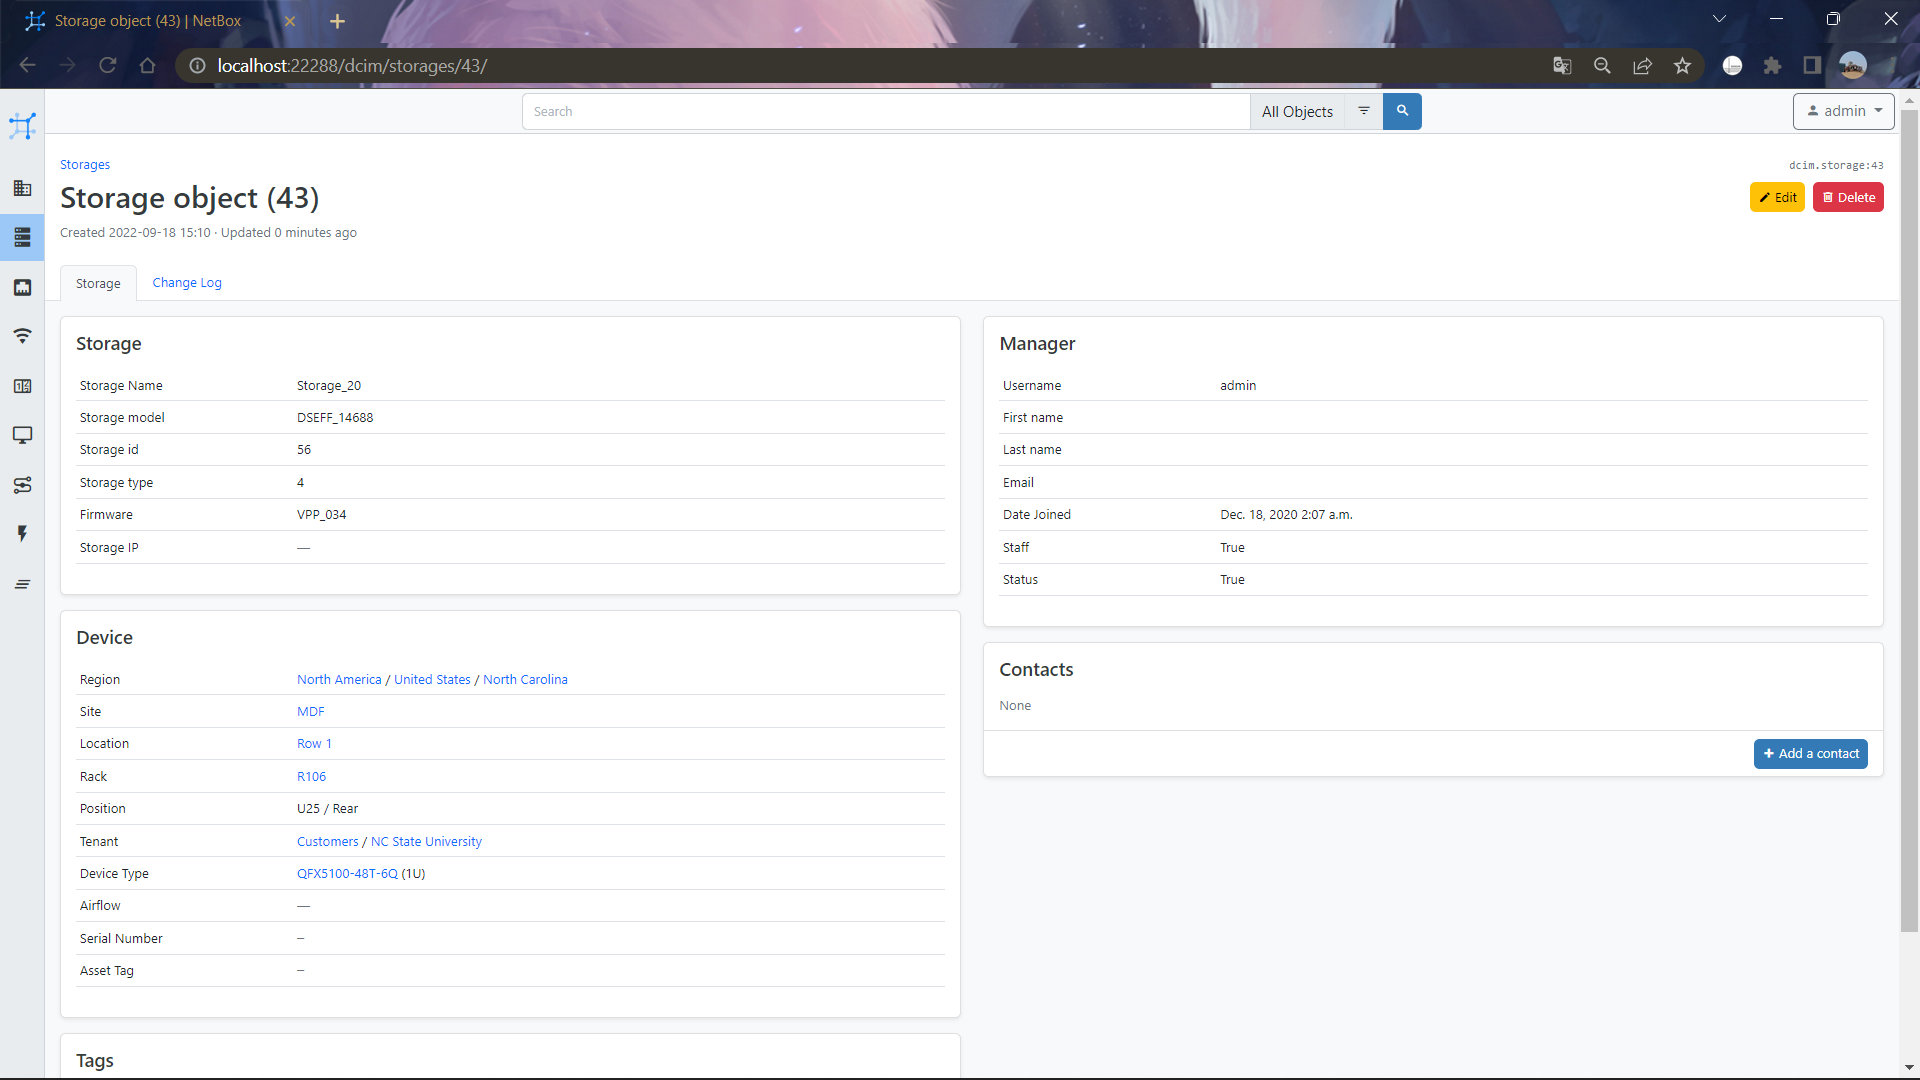 Storage object (43) | NetBox
localhost:22288/dcim/storages/43/
Search
All Objects
admin
Storages
dcim.storage:43
Storage object (43)
Edit
Delete
Created 2022-09-18 15:10 · Updated 0 minutes ago
Storage
Change Log
Storage
Storage Name Storage_20
Storage model DSEFF_14688
Storage id 56
Storage type 4
Firmware VPP_034
Storage IP —
Manager
Username admin
First name
Last name
Email
Date Joined Dec. 18, 2020 2:07 a.m.
Staff True
Status True
Device
Region North America / United States / North Carolina
Site MDF
Location Row 1
Rack R106
Position U25 / Rear
Tenant Customers / NC State University
Device Type QFX5100-48T-6Q (1U)
Airflow —
Serial Number –
Asset Tag –
Contacts
None
+ Add a contact
Tags